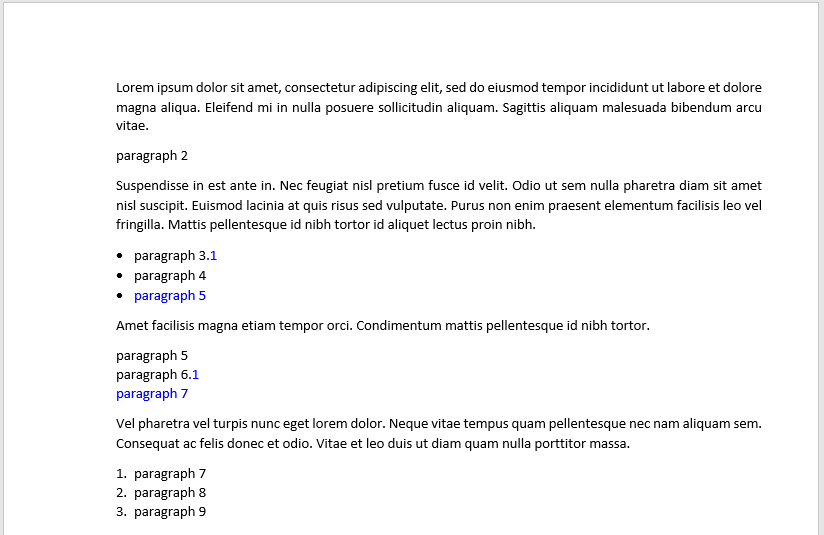 Lorem ipsum dolor sit amet, consectetur adipiscing elit, sed do eiusmod tempor incididunt ut labore et dolore
magna aliqua. Eleifend mi in nulla posuere sollicitudin aliquam. Sagittis aliquam malesuada bibendum arcu
vitae.
paragraph 2
Suspendisse in est ante in. Nec feugiat nisl pretium fusce id velit. Odio ut sem nulla pharetra diam sit amet
nisl suscipit. Euismod lacinia at quis risus sed vulputate. Purus non enim praesent elementum facilisis leo vel
fringilla. Mattis pellentesque id nibh tortor id aliquet lectus proin nibh.
• paragraph 3.1
• paragraph 4
• paragraph 5
Amet facilisis magna etiam tempor orci. Condimentum mattis pellentesque id nibh tortor.
paragraph 5
paragraph 6.1
paragraph 7
Vel pharetra vel turpis nunc eget lorem dolor. Neque vitae tempus quam pellentesque nec nam aliquam sem.
Consequat ac felis donec et odio. Vitae et leo duis ut diam quam nulla porttitor massa.
1. paragraph 7
2. paragraph 8
3. paragraph 9